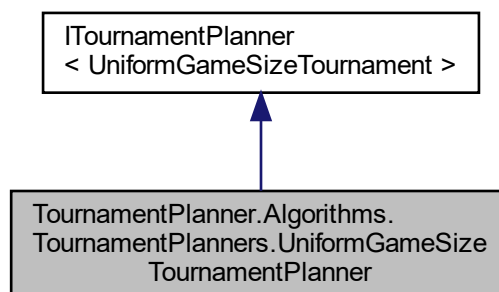 ITournamentPlanner
< UniformGameSizeTournament >
TournamentPlanner.Algorithms.
TournamentPlanners.UniformGameSize
TournamentPlanner